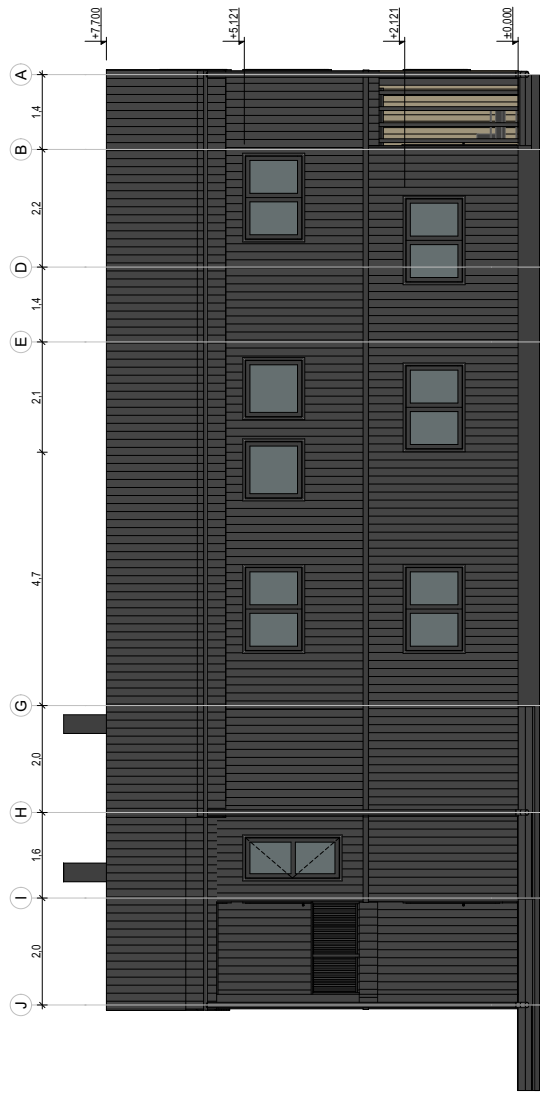 +7,700
+5,121
+2,121
±0,000
A
1,4
B
2,2
D
1,4
E
2,1
4,7
G
2,0
H
1,6
I
2,0
J